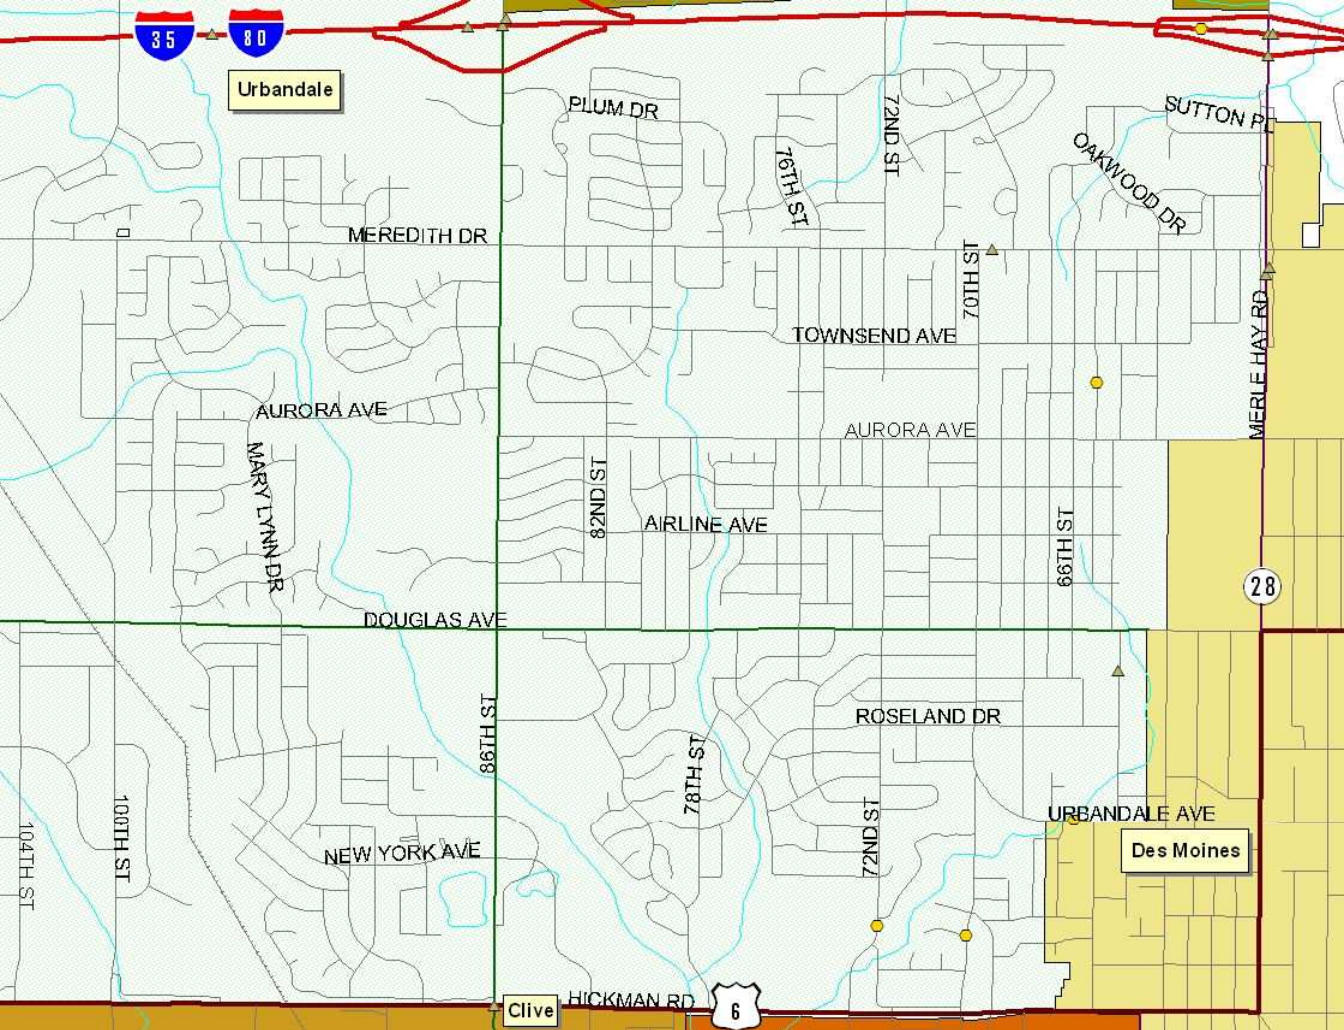 35
80
Urbandale
PLUM DR
72ND ST
SUTTON PL
OAKWOOD DR
76TH ST
MEREDITH DR
70TH ST
TOWNSEND AVE
MERLE HAY RD
AURORA AVE
AURORA AVE
MARY LYNN DR
82ND ST
AIRLINE AVE
66TH ST
28
DOUGLAS AVE
ROSELAND DR
86TH ST
78TH ST
100TH ST
104TH ST
72ND ST
URBANDALE AVE
Des Moines
NEW YORK AVE
Clive
HICKMAN RD
6